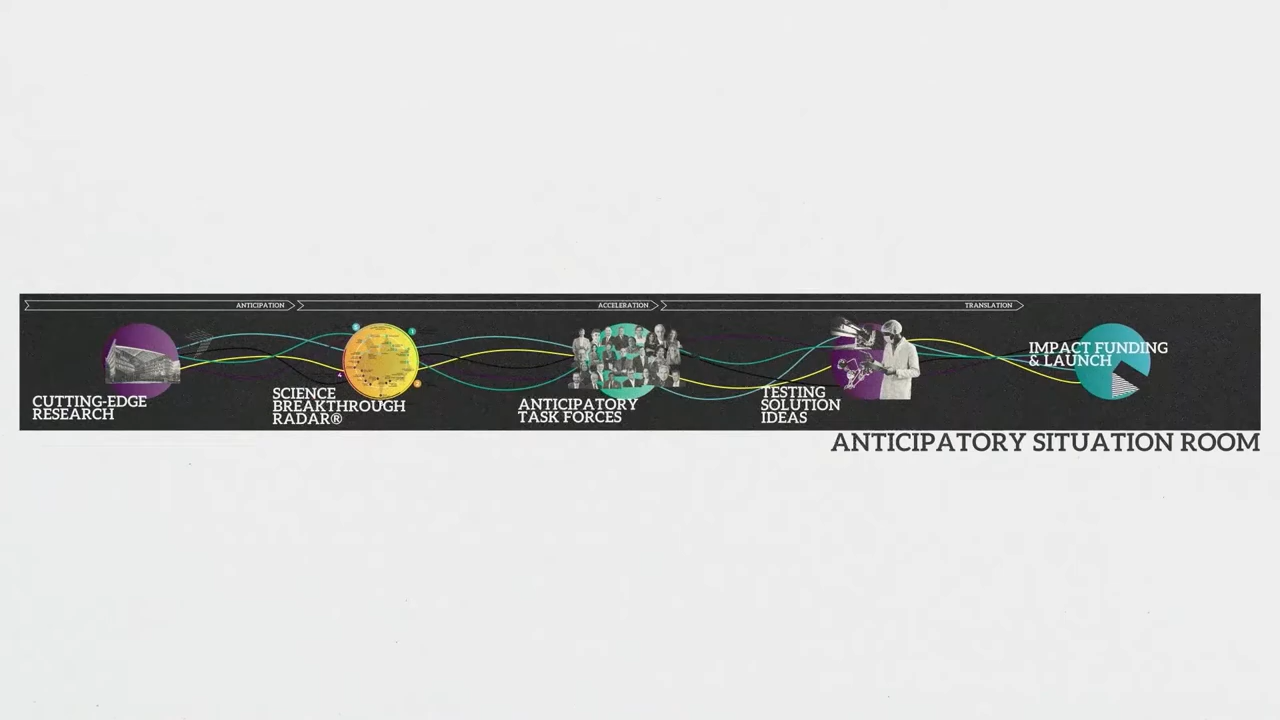 ANTICIPATION
ACCELERATION
TRANSLATION
CUTTING-EDGE
RESEARCH
SCIENCE
BREAKTHROUGH
RADAR®
ANTICIPATORY
TASK FORCES
TESTING
SOLUTION
IDEAS
IMPACT FUNDING
& LAUNCH
ANTICIPATORY SITUATION ROOM